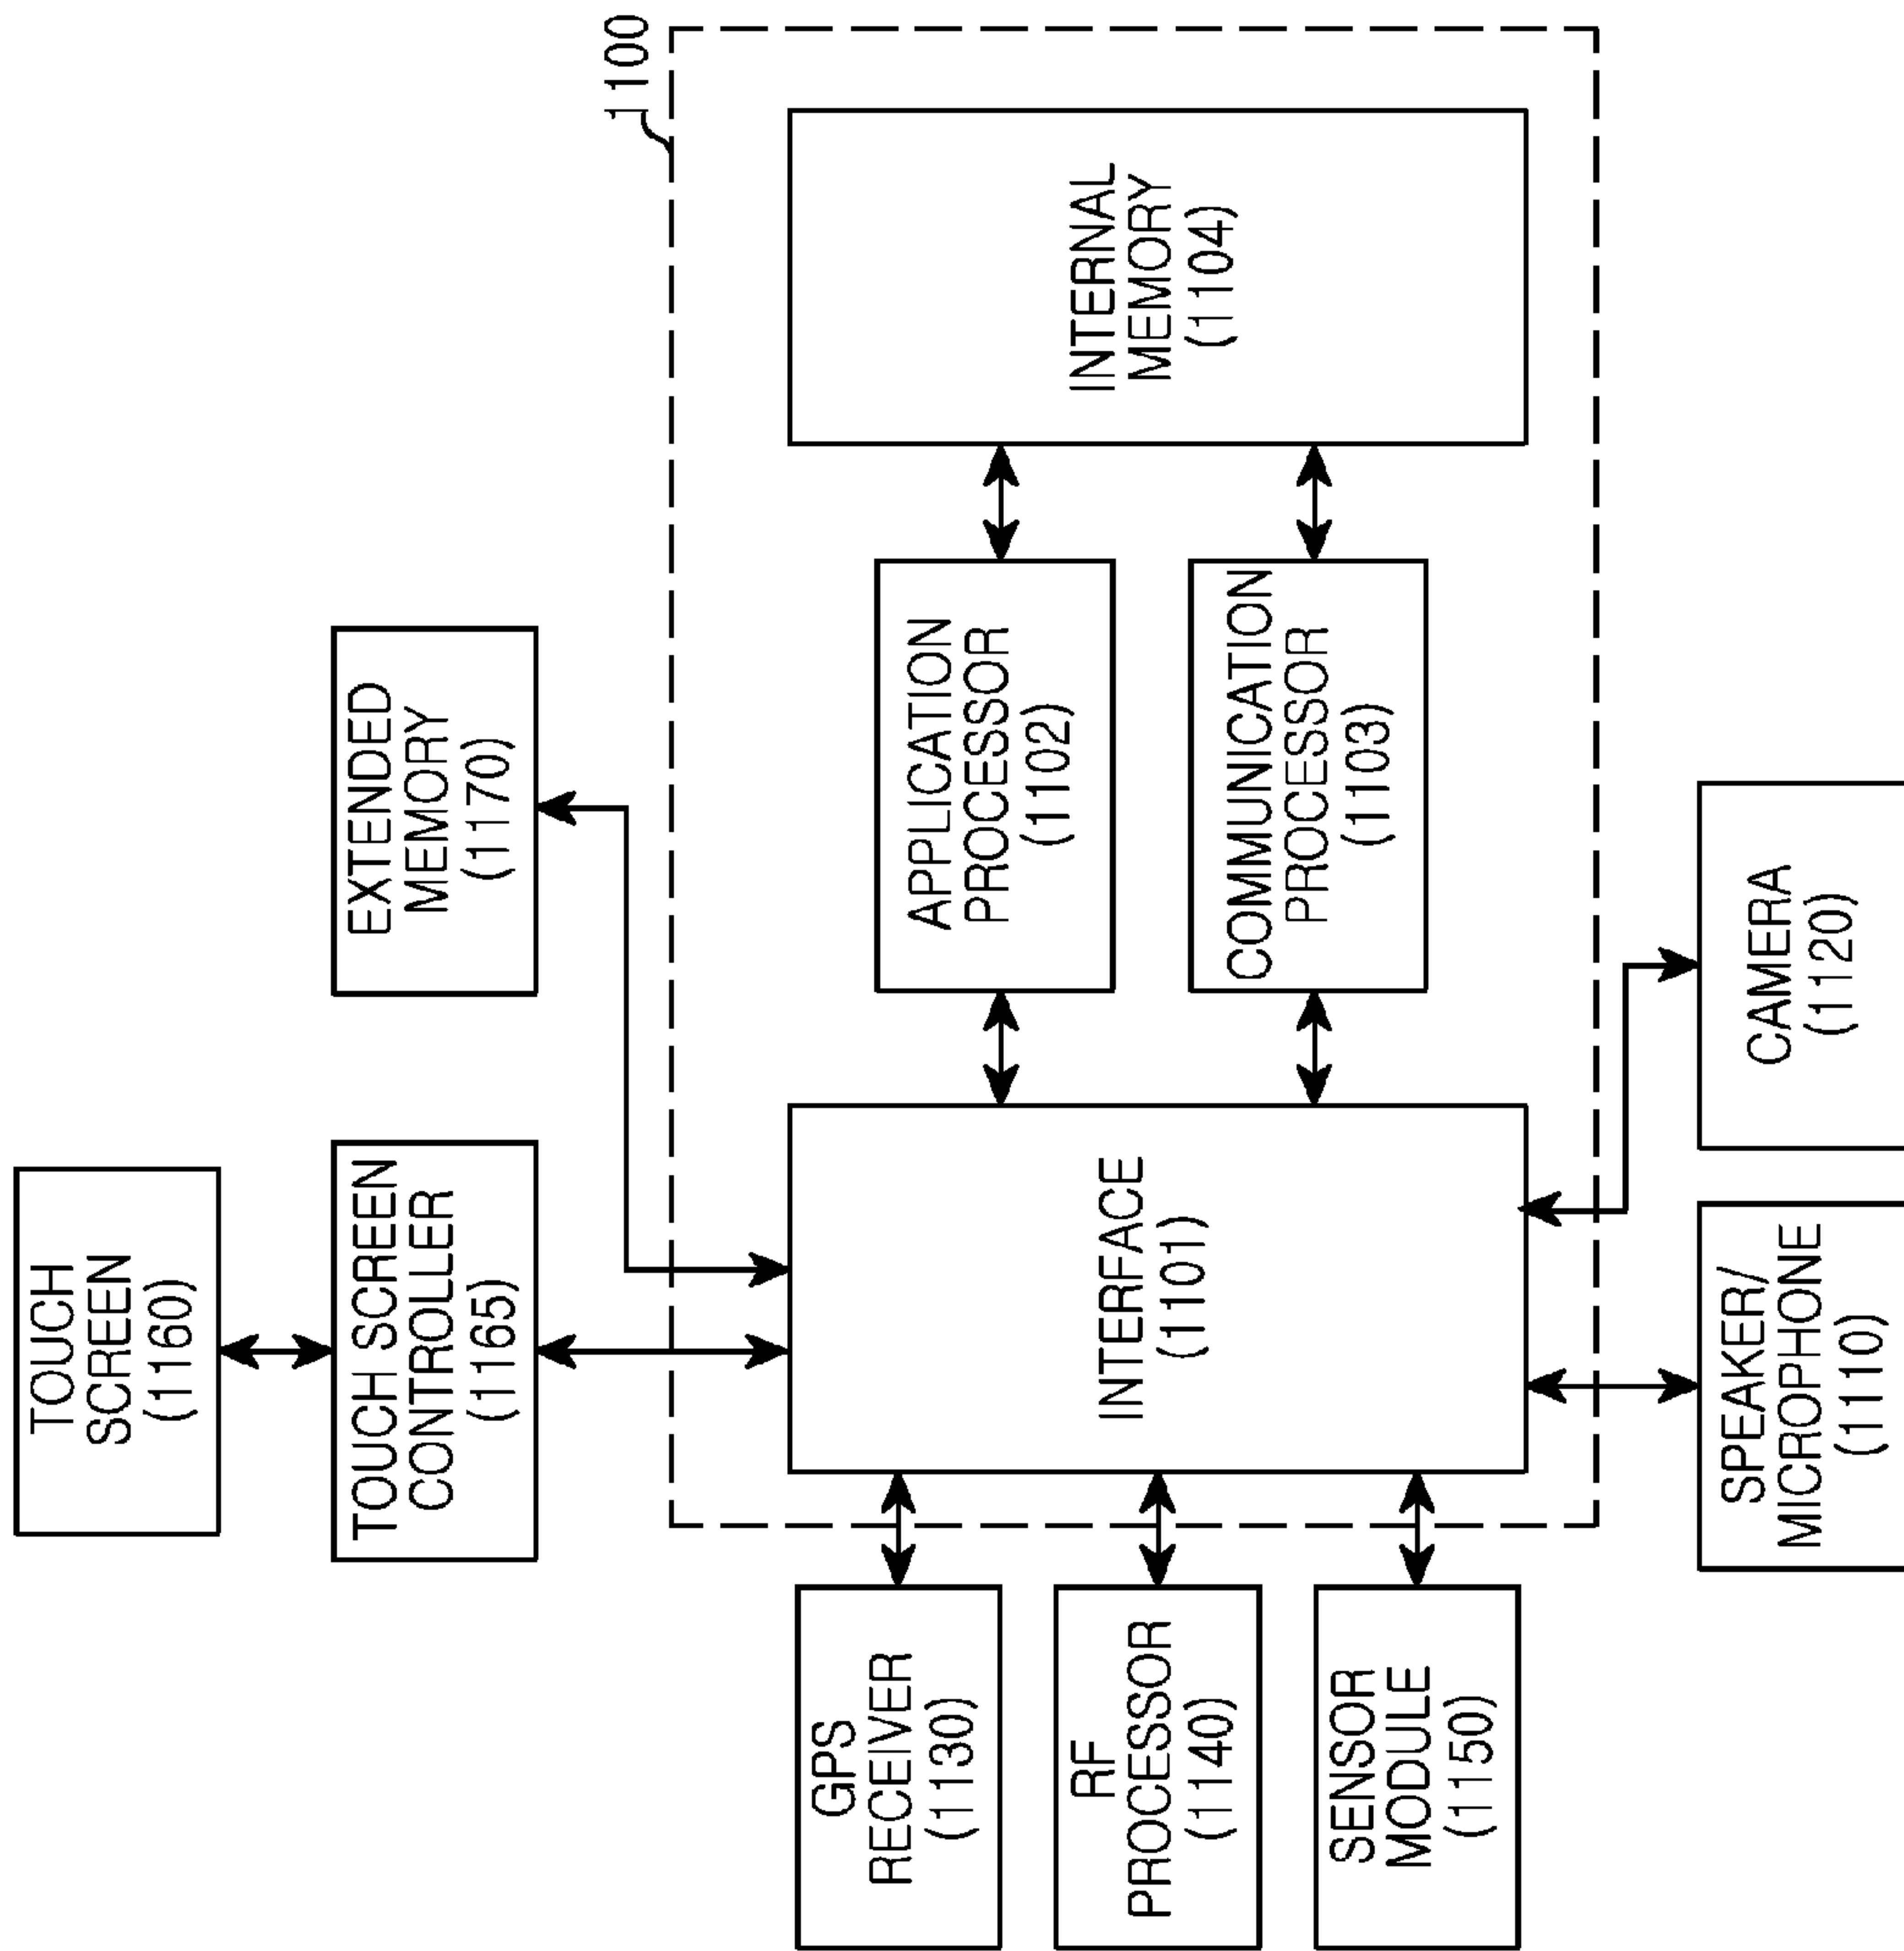 1100
TOUCH
SCREEN
(1160)
TOUCH SCREEN
CONTROLLER
(1165)
EXTENDED
MEMORY
(1170)
GPS
RECEIVER
(1130)
RF
PROCESSOR
(1140)
SENSOR
MODULE
(1150)
INTERFACE
(1101)
APPLICATION
PROCESSOR
(1102)
COMMUNICATION
PROCESSOR
(1103)
INTERNAL
MEMORY
(1104)
SPEAKER/
MICROPHONE
(1110)
CAMERA
(1120)